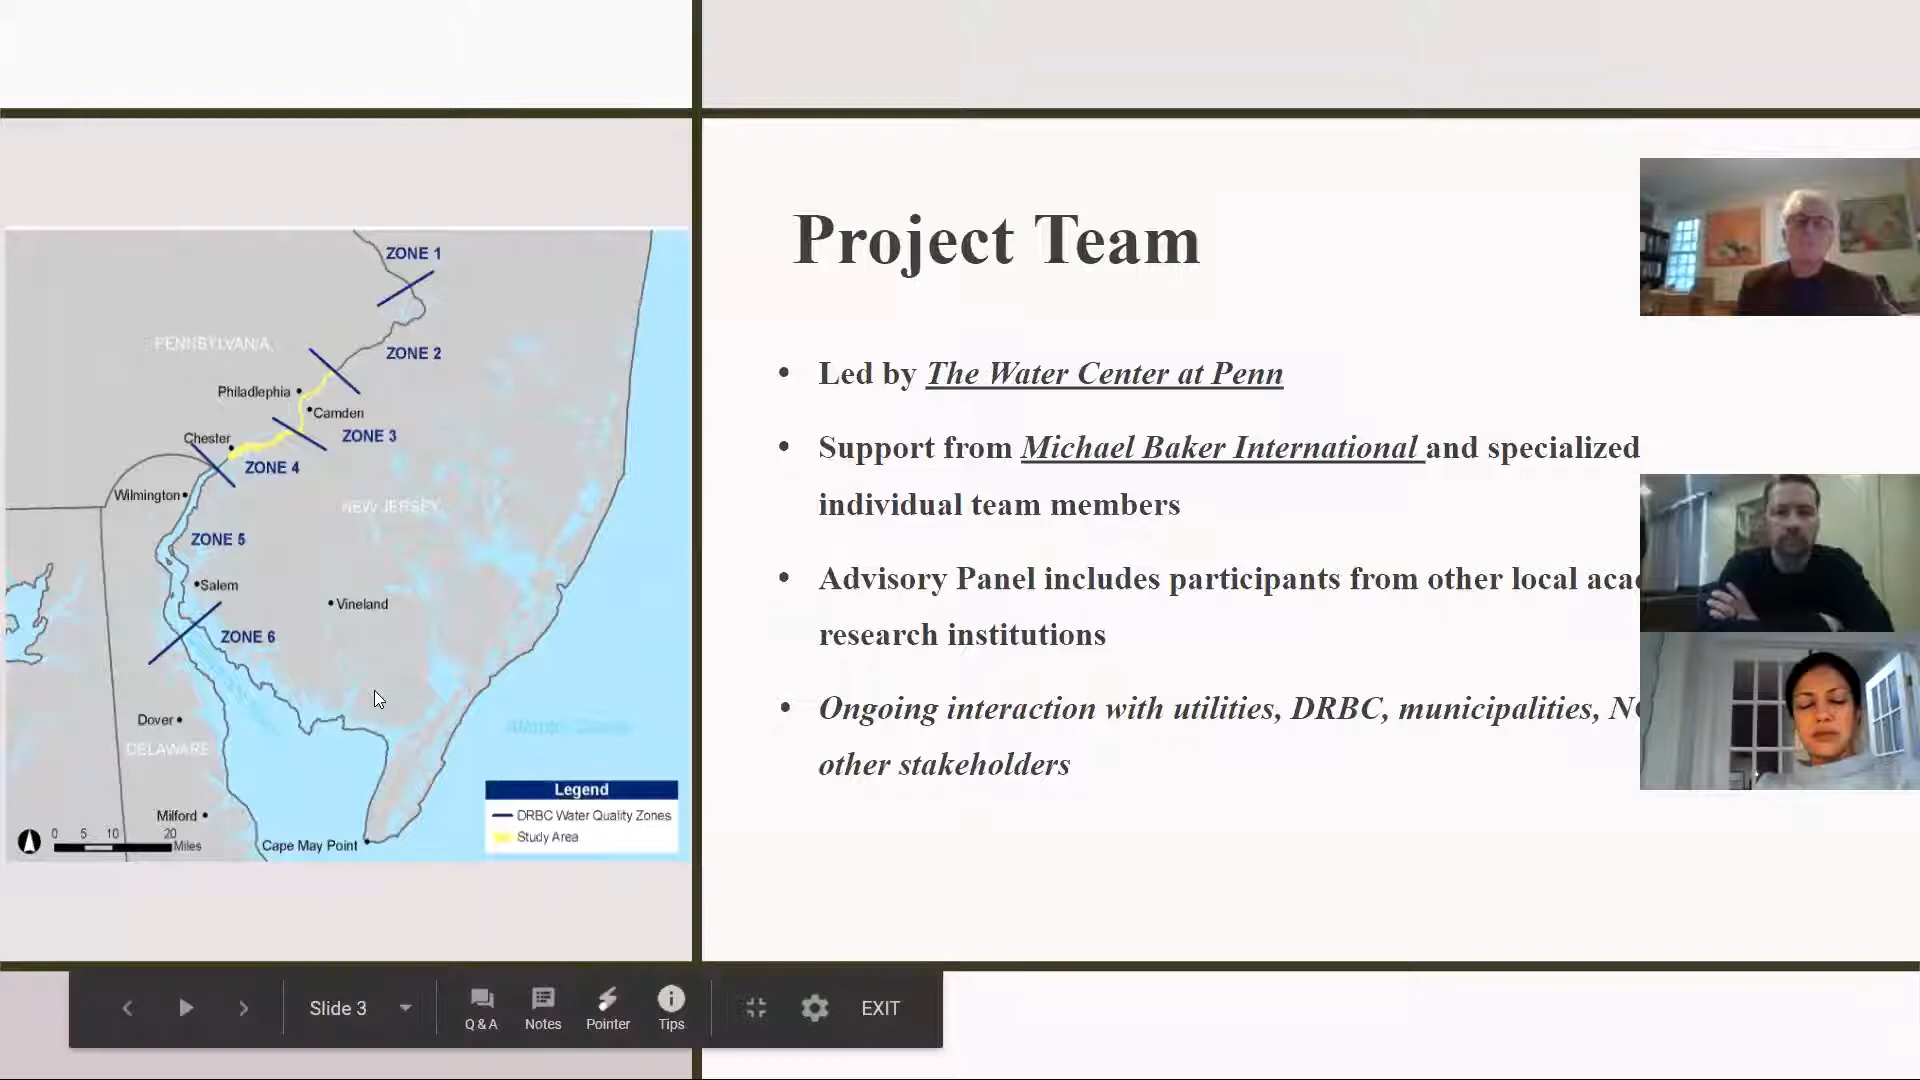 ZONE 1
PENNSYLVANIA
ZONE 2
Philadlephia
Camden
ZONE 3
Chester
ZONE 4
Wilmington
NEW JERSEY
ZONE 5
Salem
Vineland
ZONE 6
Dover
DELAWARE
Atlantic Ocean
Milford
Cape May Point
0 5 10 20
Miles
Legend
DRBC Water Quality Zones
Study Area
Project Team
• Led by The Water Center at Penn
• Support from Michael Baker International and specialized
individual team members
• Advisory Panel includes participants from other local
research institutions
• Ongoing interaction with utilities, DRBC, municipalities,
other stakeholders
Slide 3
Q & A
Notes
Pointer
Tips
EXIT